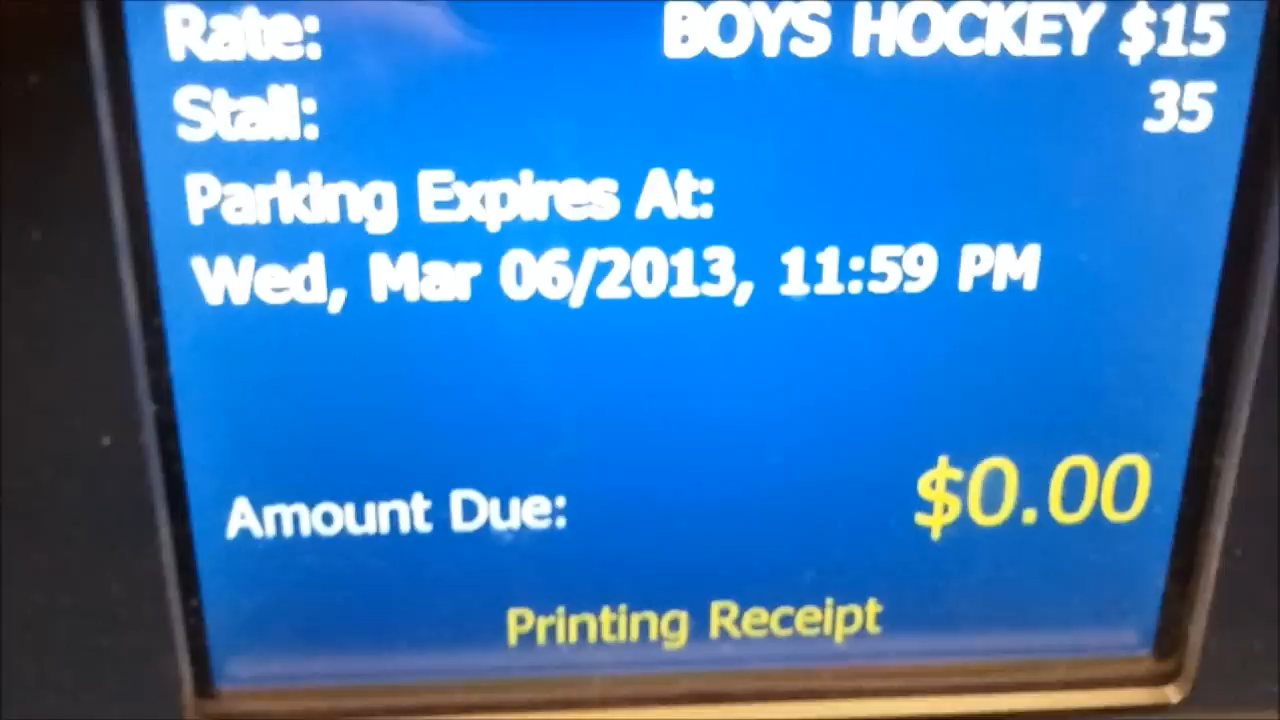 Rate: BOYS HOCKEY $15
Stall: 35
Parking Expires At:
Wed, Mar 06/2013, 11:59 PM
Amount Due: $0.00
Printing Receipt